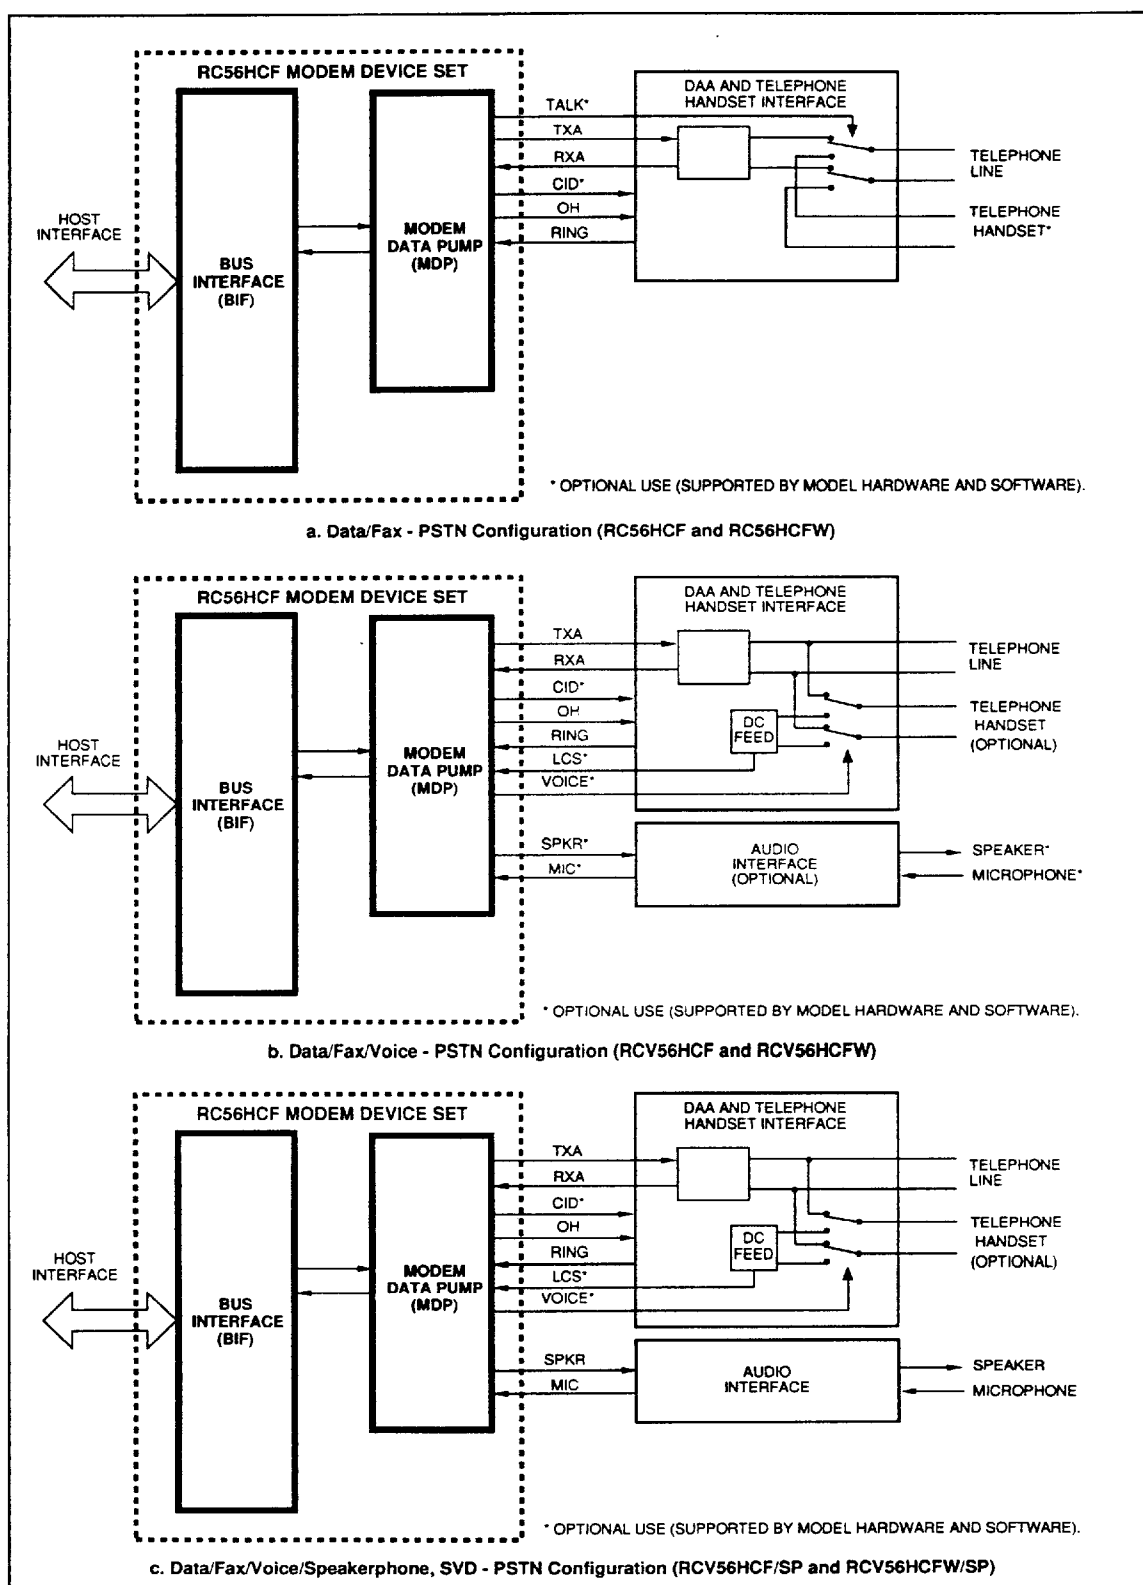 RC56HCF MODEM DEVICE SET
DAA AND TELEPHONE
HANDSET INTERFACE
TALK*
TXA
RXA
CID*
OH
RING
TELEPHONE
LINE
TELEPHONE
HANDSET*
HOST
INTERFACE
BUS
INTERFACE
(BIF)
MODEM
DATA PUMP
(MDP)
* OPTIONAL USE (SUPPORTED BY MODEL HARDWARE AND SOFTWARE).
a. Data/Fax - PSTN Configuration (RC56HCF and RC56HCFW)
RC56HCF MODEM DEVICE SET
DAA AND TELEPHONE
HANDSET INTERFACE
TXA
RXA
CID*
OH
RING
LCS*
VOICE*
DC
FEED
TELEPHONE
LINE
TELEPHONE
HANDSET
(OPTIONAL)
HOST
INTERFACE
BUS
INTERFACE
(BIF)
MODEM
DATA PUMP
(MDP)
SPKR*
MIC*
AUDIO
INTERFACE
(OPTIONAL)
SPEAKER*
MICROPHONE*
* OPTIONAL USE (SUPPORTED BY MODEL HARDWARE AND SOFTWARE).
b. Data/Fax/Voice - PSTN Configuration (RCV56HCF and RCV56HCFW)
RC56HCF MODEM DEVICE SET
DAA AND TELEPHONE
HANDSET INTERFACE
TXA
RXA
CID*
OH
RING
LCS*
VOICE*
DC
FEED
TELEPHONE
LINE
TELEPHONE
HANDSET
(OPTIONAL)
HOST
INTERFACE
BUS
INTERFACE
(BIF)
MODEM
DATA PUMP
(MDP)
SPKR
MIC
AUDIO
INTERFACE
SPEAKER
MICROPHONE
* OPTIONAL USE (SUPPORTED BY MODEL HARDWARE AND SOFTWARE).
c. Data/Fax/Voice/Speakerphone, SVD - PSTN Configuration (RCV56HCF/SP and RCV56HCFW/SP)